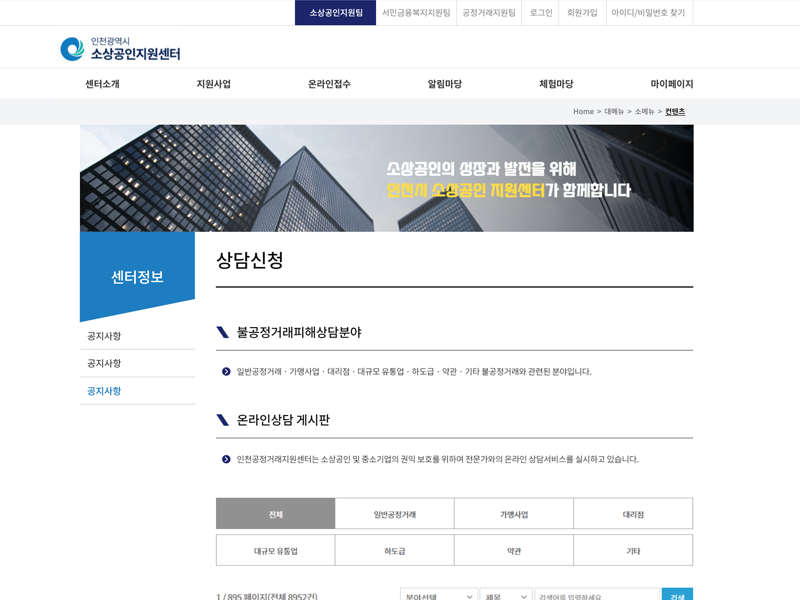 소상공인지원팀 서민금융복지지원팀 공정거래지원팀 로그인 회원가입 아이디/비밀번호 찾기
인천광역시
소상공인지원센터
센터소개 지원사업 온라인접수 알림마당 체험마당 마이페이지
Home > 대메뉴 > 소메뉴 > 컨텐츠
소상공인의 성장과 발전을 위해
인천시 소상공인 지원센터가 함께합니다
센터정보
공지사항
공지사항
공지사항
상담신청
불공정거래피해상담분야
일반공정거래 · 가맹사업 · 대리점 · 대규모 유통업 · 하도급 · 약관 · 기타 불공정거래와 관련된 분야입니다.
온라인상담 게시판
인천공정거래지원센터는 소상공인 및 중소기업의 권익 보호를 위하여 전문가와의 온라인 상담서비스를 실시하고 있습니다.
전체 일반공정거래 가맹사업 대리점
대규모 유통업 하도급 약관 기타
1 / 895 페이지(전체 8952건) 분야선택 제목 검색어를 입력하세요 검색